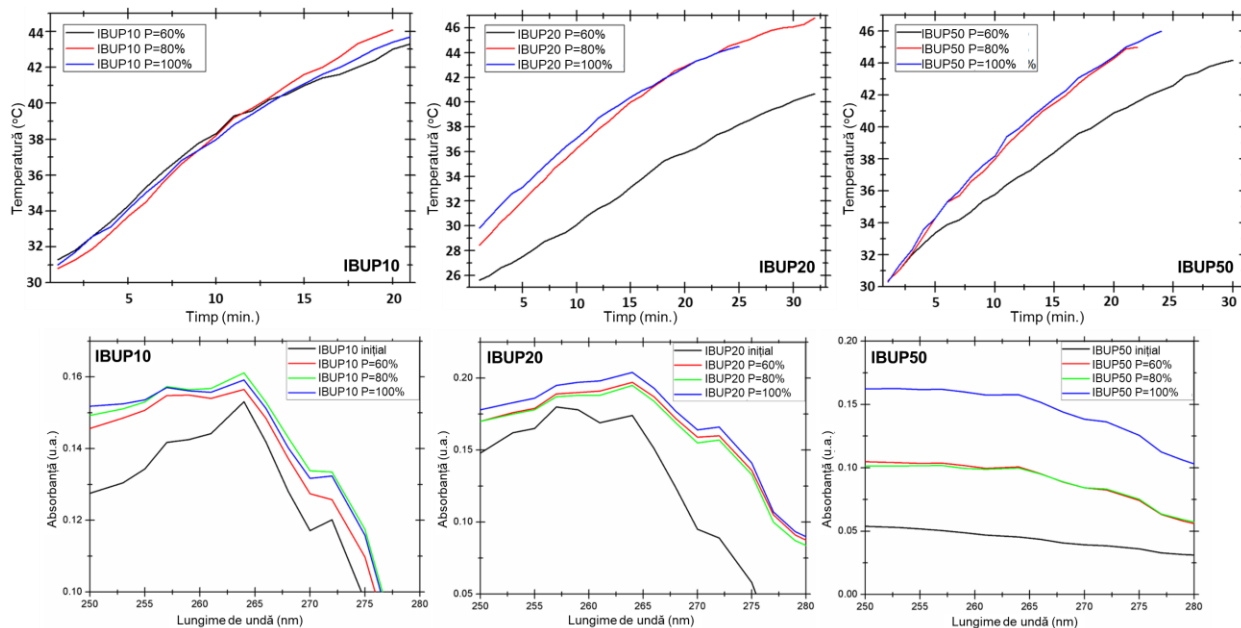 44
42
40
38
36
34
32
30
Temperatură (°C)
IBUP10 P=60%
IBUP10 P=80%
IBUP10 P=100%
IBUP10
5
10
15
20
Timp (min.)
46
44
42
40
38
36
34
32
30
28
26
Temperatură (°C)
IBUP20 P=60%
IBUP20 P=80%
IBUP20 P=100%
IBUP20
5
10
15
20
25
30
Timp (min.)
46
44
42
40
38
36
34
32
30
Temperatură (°C)
IBUP50 P=60%
IBUP50 P=80%
IBUP50 P=100% %
IBUP50
5
10
15
20
25
30
Timp (min.)
IBUP10
IBUP10 inițial
IBUP10 P=60%
IBUP10 P=80%
IBUP10 P=100%
0.16
0.14
0.12
0.10
Absorbanță (u.a.)
250
255
260
265
270
275
280
Lungime de undă (nm)
IBUP20
IBUP20 inițial
IBUP20 P=60%
IBUP20 P=80%
IBUP20 P=100%
0.20
0.15
0.10
0.05
Absorbanță (u.a.)
250
255
260
265
270
275
280
Lungime de undă (nm)
IBUP50
IBUP50 inițial
IBUP50 P=60%
IBUP50 P=80%
IBUP50 P=100%
0.20
0.15
0.10
0.05
0.00
Absorbanță (u.a.)
250
255
260
265
270
275
280
Lungime de undă (nm)